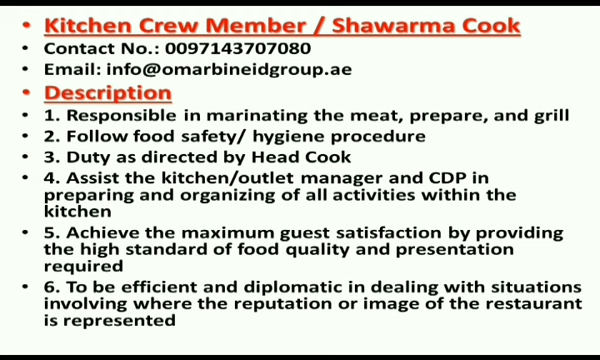 • Kitchen Crew Member / Shawarma Cook
• Contact No.: 0097143707080
• Email: info@omarbineidgroup.ae
• Description
• 1. Responsible in marinating the meat, prepare, and grill
• 2. Follow food safety/ hygiene procedure
• 3. Duty as directed by Head Cook
• 4. Assist the kitchen/outlet manager and CDP in
preparing and organizing of all activities within the
kitchen
• 5. Achieve the maximum guest satisfaction by providing
the high standard of food quality and presentation
required
• 6. To be efficient and diplomatic in dealing with situations
involving where the reputation or image of the restaurant
is represented